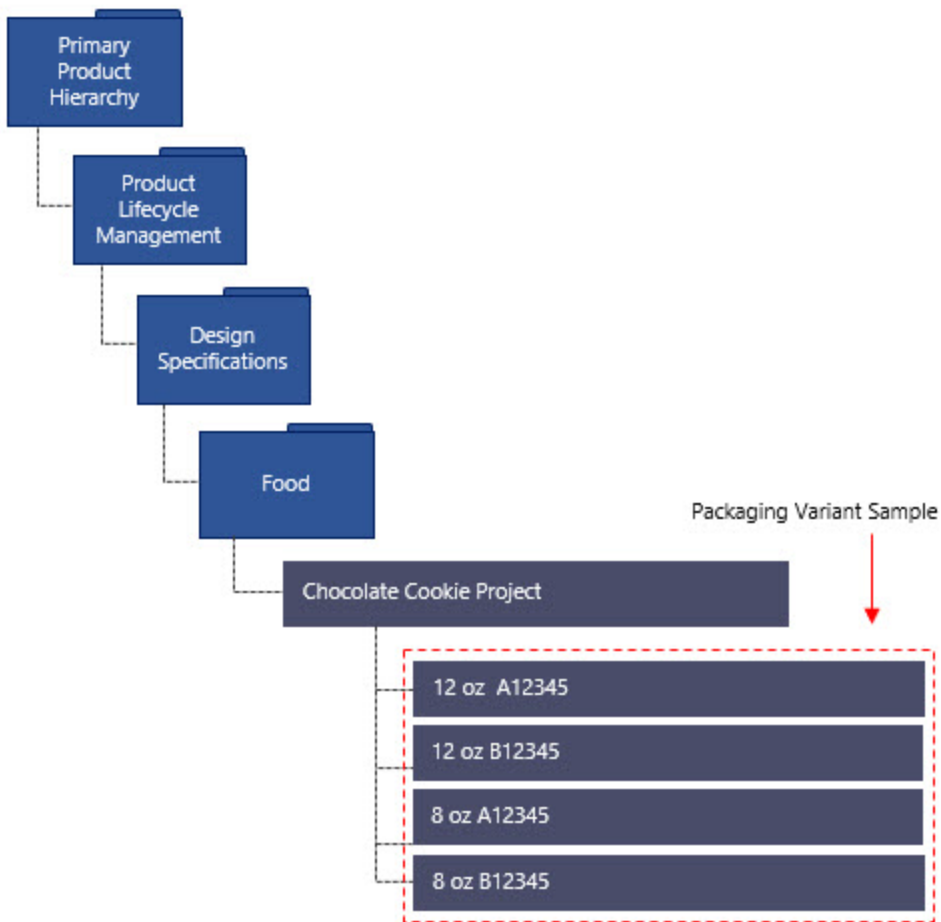 Primary
Product
Hierarchy
Product
Lifecycle
Management
Design
Specifications
Food
Packaging Variant Sample
Chocolate Cookie Project
12 oz  A12345
12 oz B12345
8 oz A12345
8 oz B12345